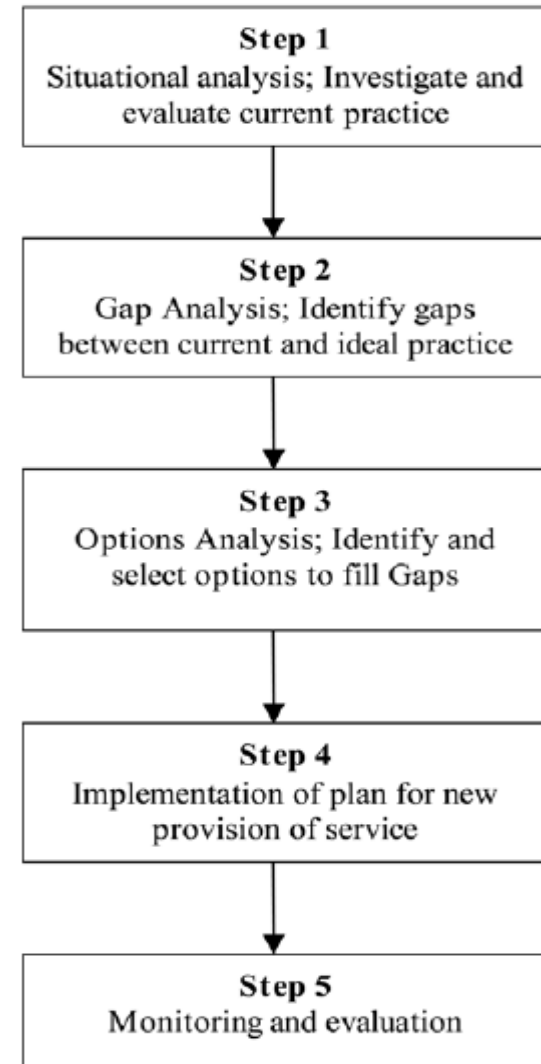 Step 1
Situational analysis; Investigate and
evaluate current practice
Step 2
Gap Analysis; Identify gaps
between current and ideal practice
Step 3
Options Analysis; Identify and
select options to fill Gaps
Step 4
Implementation of plan for new
provision of service
Step 5
Monitoring and evaluation